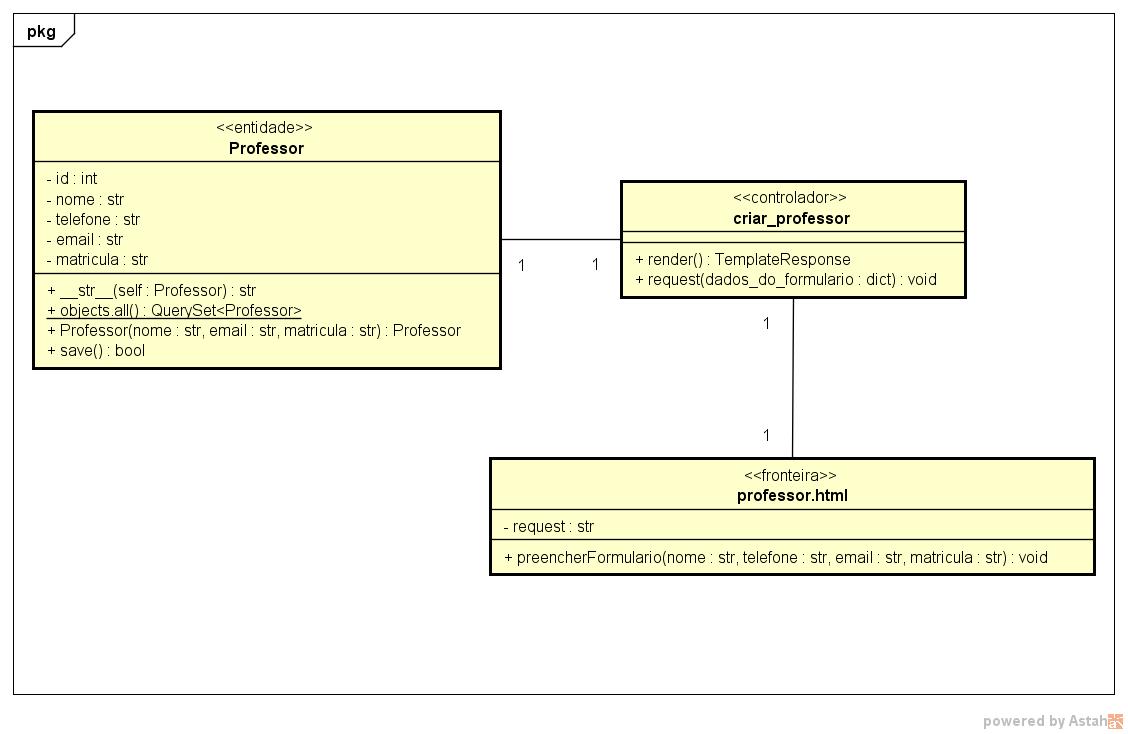 pkg
<<entidade>>
Professor
- id : int
- nome : str
- telefone : str
- email : str
- matricula : str
+ __str__(self : Professor) : str
+ objects.all() : QuerySet<Professor>
+ Professor(nome : str, email : str, matricula : str) : Professor
+ save() : bool
1
1
<<controlador>>
criar_professor
+ render() : TemplateResponse
+ request(dados_do_formulario : dict) : void
1
1
<<fronteira>>
professor.html
- request : str
+ preencherFormulario(nome : str, telefone : str, email : str, matricula : str) : void
powered by Astah